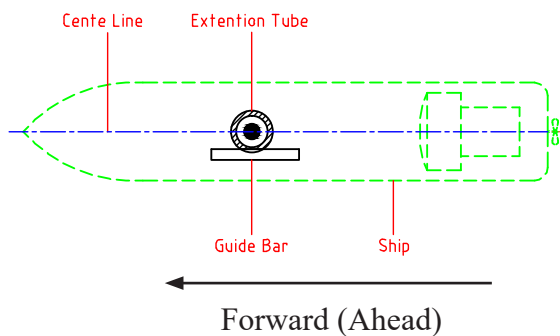 Cente Line
Extention Tube
Guide Bar
Ship
Forward (Ahead)